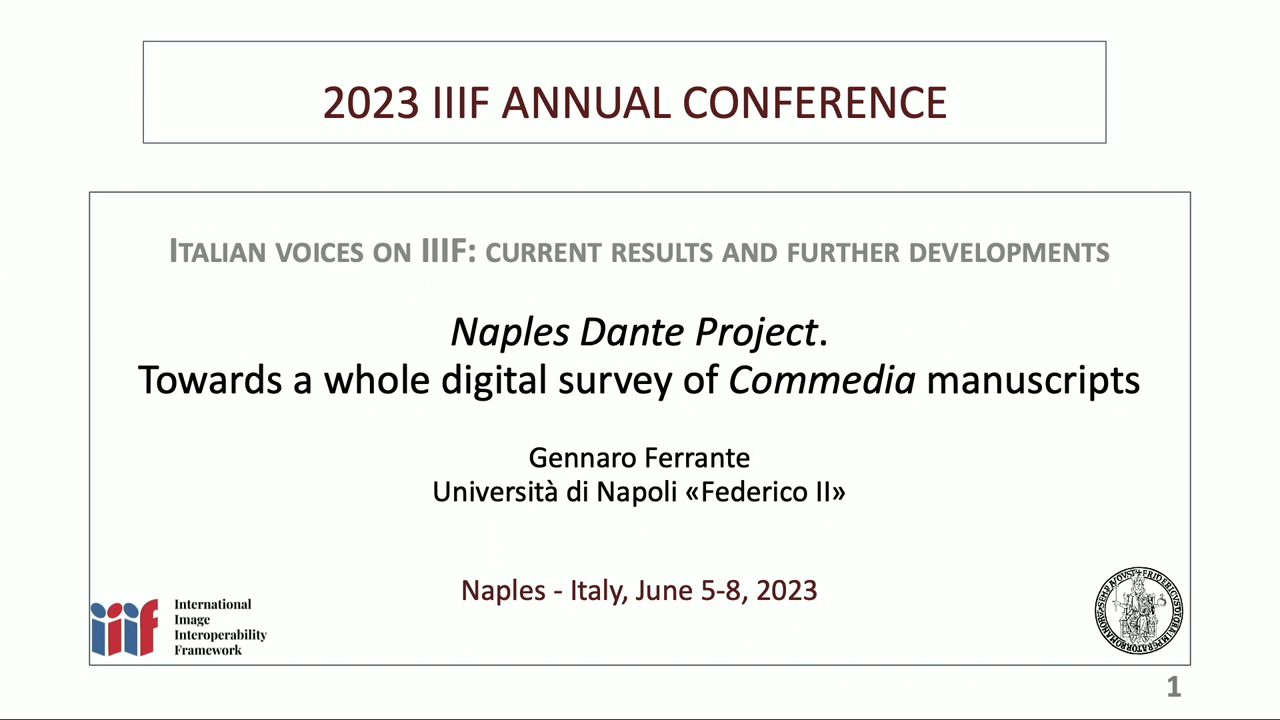 2023 IIIF ANNUAL CONFERENCE
ITALIAN VOICES ON IIIF: CURRENT RESULTS AND FURTHER DEVELOPMENTS
Naples Dante Project.
Towards a whole digital survey of Commedia manuscripts
Gennaro Ferrante
Università di Napoli «Federico II»
Naples - Italy, June 5-8, 2023
iiif
International
Image
Interoperability
Framework
1